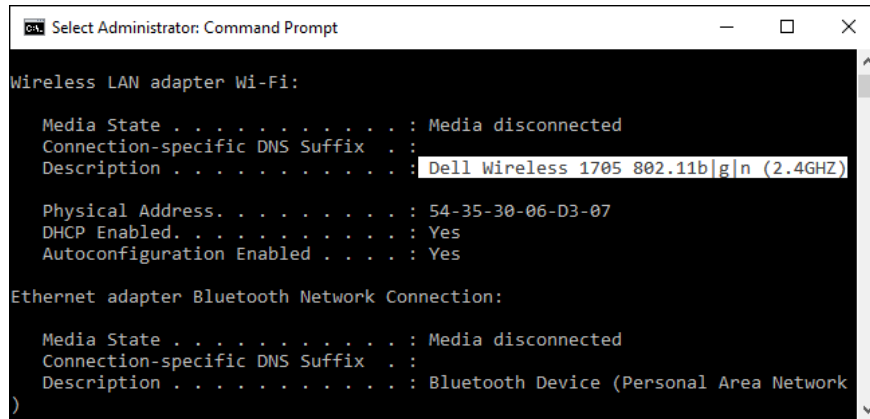 Select Administrator: Command Prompt
Wireless LAN adapter Wi-Fi:
Media State . . . . . . . . . . . : Media disconnected
Connection-specific DNS Suffix  . :
Description . . . . . . . . . . . : Dell Wireless 1705 802.11b|g|n (2.4GHZ)
Physical Address. . . . . . . . . : 54-35-30-06-D3-07
DHCP Enabled. . . . . . . . . . . : Yes
Autoconfiguration Enabled . . . . : Yes
Ethernet adapter Bluetooth Network Connection:
Media State . . . . . . . . . . . : Media disconnected
Connection-specific DNS Suffix  . :
Description . . . . . . . . . . . : Bluetooth Device (Personal Area Network
)